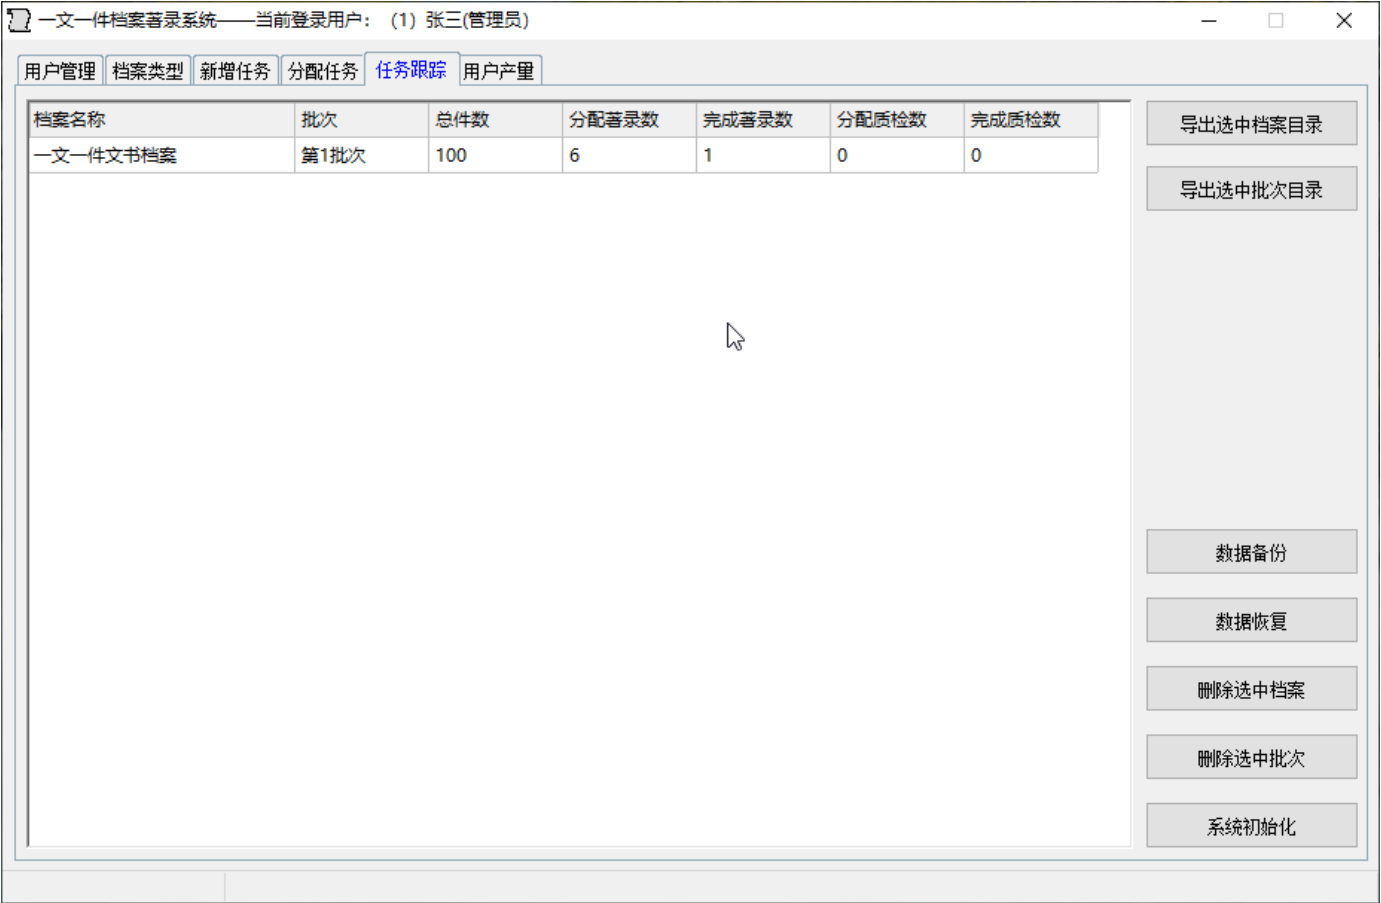 一文一件档案著录系统——当前登录用户：（1）张三(管理员)
用户管理 档案类型 新增任务 分配任务 任务跟踪 用户产量
档案名称 批次 总件数 分配著录数 完成著录数 分配质检数 完成质检数
一文一件文书档案 第1批次 100 6 1 0 0
导出选中档案目录
导出选中批次目录
数据备份
数据恢复
删除选中档案
删除选中批次
系统初始化